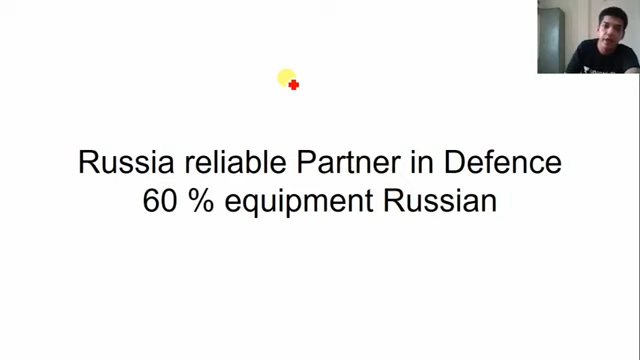 Russia reliable Partner in Defence
60 % equipment Russian